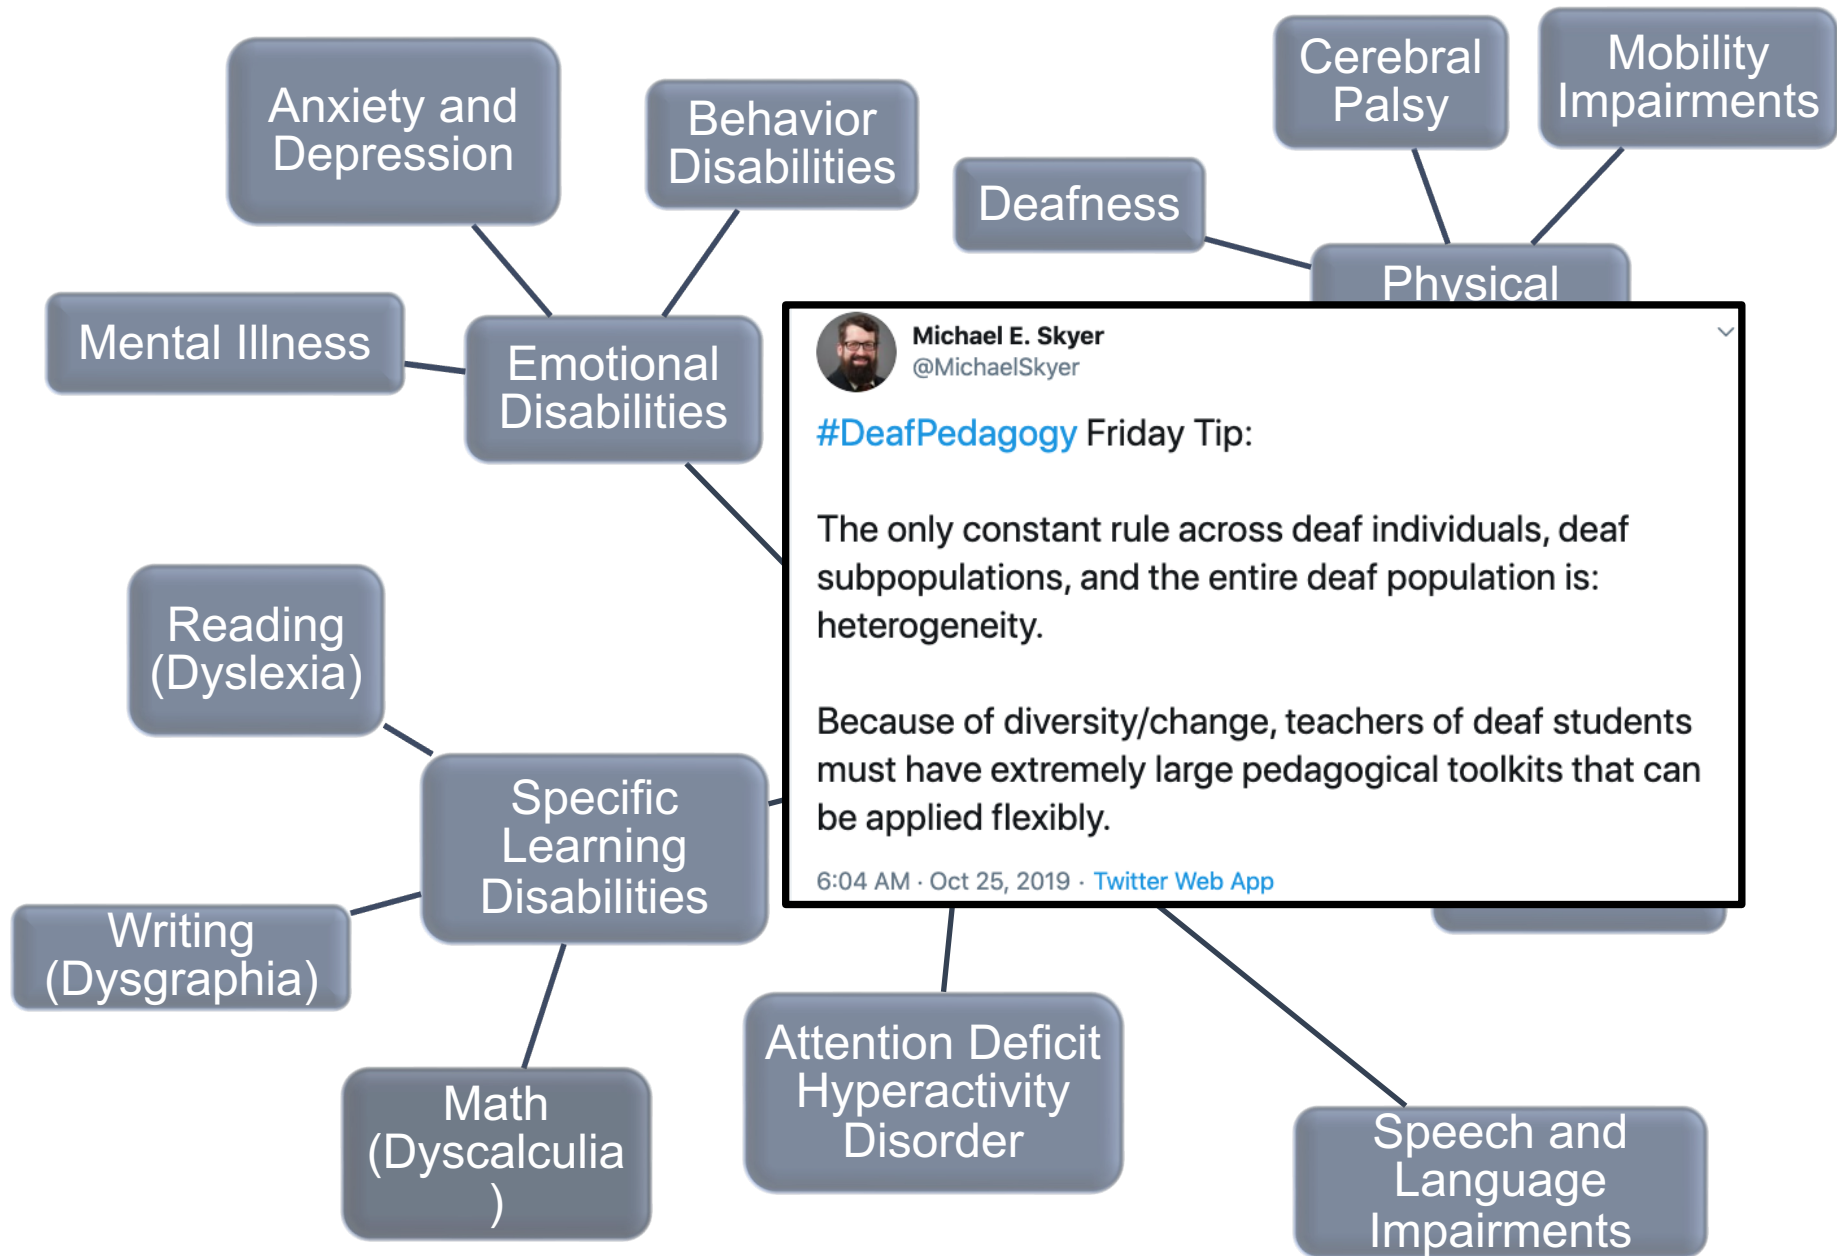 Anxiety and
Depression
Behavior
Disabilities
Cerebral
Palsy
Mobility
Impairments
Deafness
Physical
Mental Illness
Emotional
Disabilities
Michael E. Skyer
@MichaelSkyer
#DeafPedagogy Friday Tip:
The only constant rule across deaf individuals, deaf
subpopulations, and the entire deaf population is:
heterogeneity.
Because of diversity/change, teachers of deaf students
must have extremely large pedagogical toolkits that can
be applied flexibly.
6:04 AM · Oct 25, 2019 · Twitter Web App
Reading
(Dyslexia)
Specific
Learning
Disabilities
Writing
(Dysgraphia)
Math
(Dyscalculia
)
Attention Deficit
Hyperactivity
Disorder
Speech and
Language
Impairments